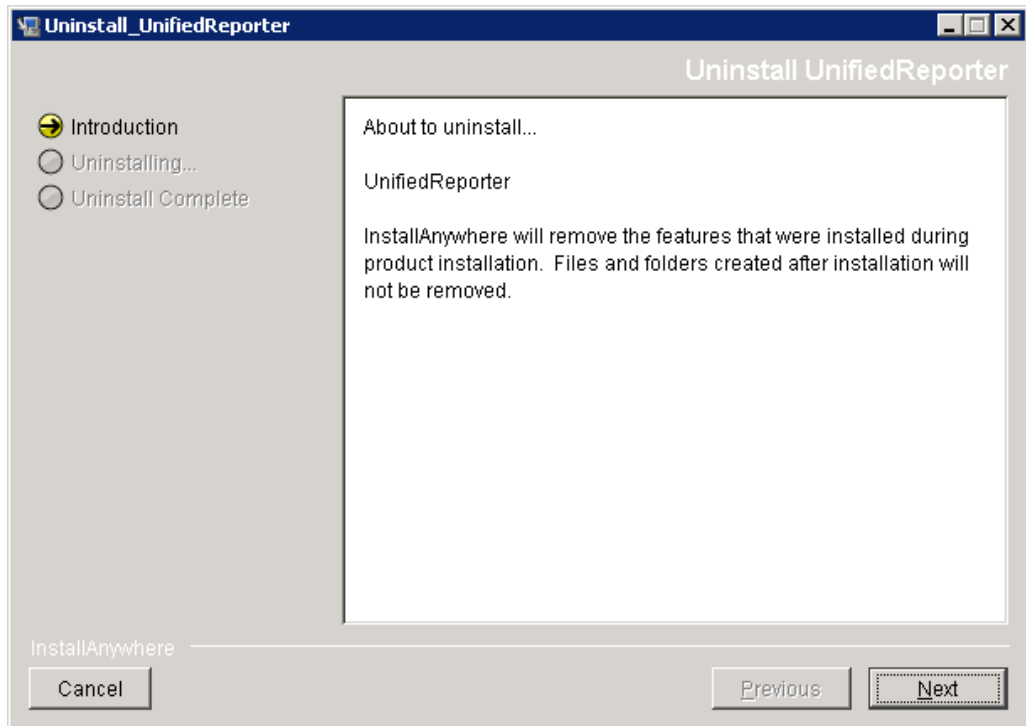 Uninstall_UnifiedReporter
Uninstall UnifiedReporter
Introduction
Uninstalling...
Uninstall Complete
About to uninstall...
UnifiedReporter
InstallAnywhere will remove the features that were installed during
product installation.  Files and folders created after installation will
not be removed.
InstallAnywhere
Cancel
Previous
Next